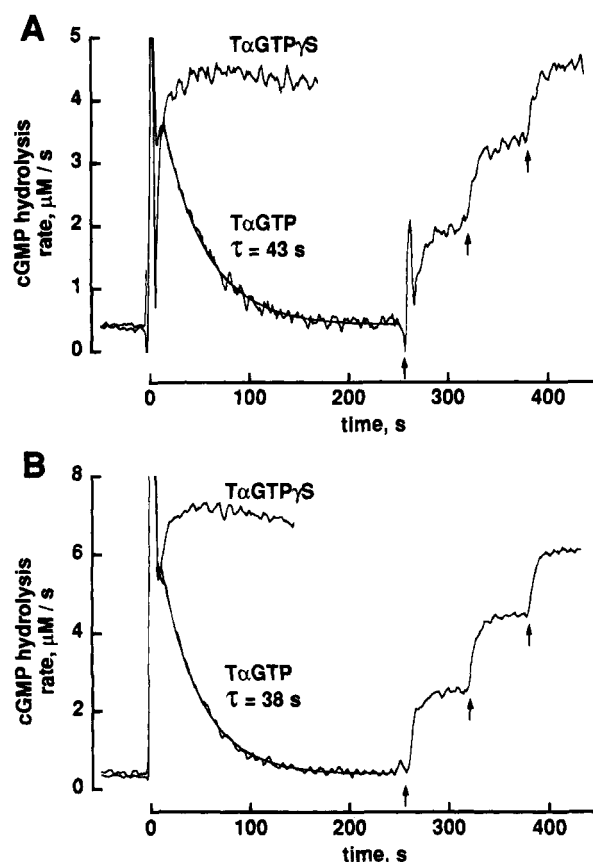 A
5
4
3
2
1
0
cGMP hydrolysis
rate, μM / s
TαGTPγS
TαGTP
τ = 43 s
0 100 200 300 400
time, s
B
8
6
4
2
0
cGMP hydrolysis
rate, μM / s
TαGTPγS
TαGTP
τ = 38 s
0 100 200 300 400
time, s